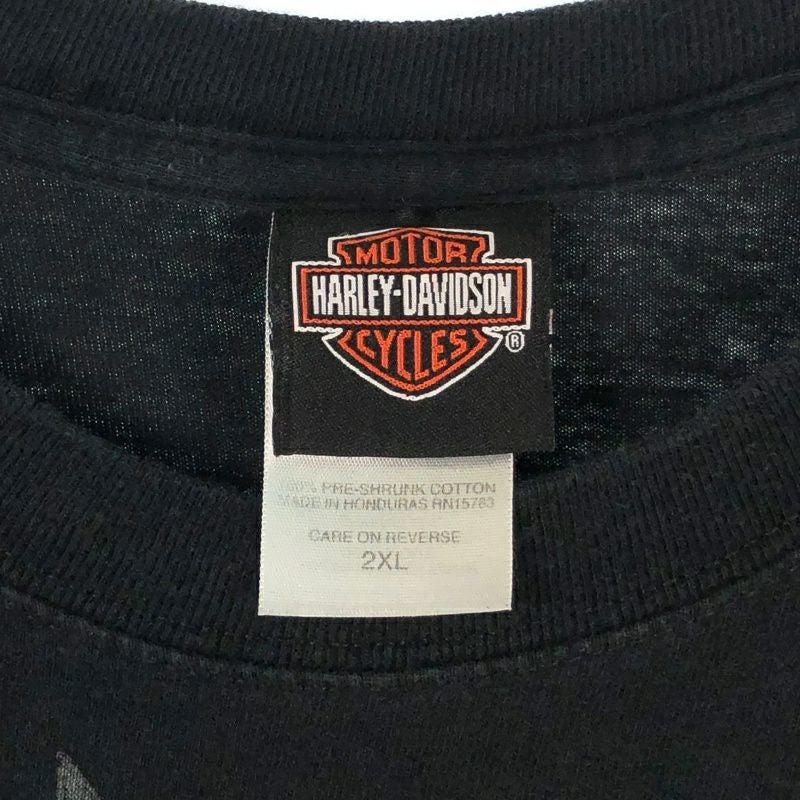 MOTOR
HARLEY-DAVIDSON
CYCLES
®
100% PRE-SHRUNK COTTON
MADE IN HONDURAS RN15763
CARE ON REVERSE
2XL